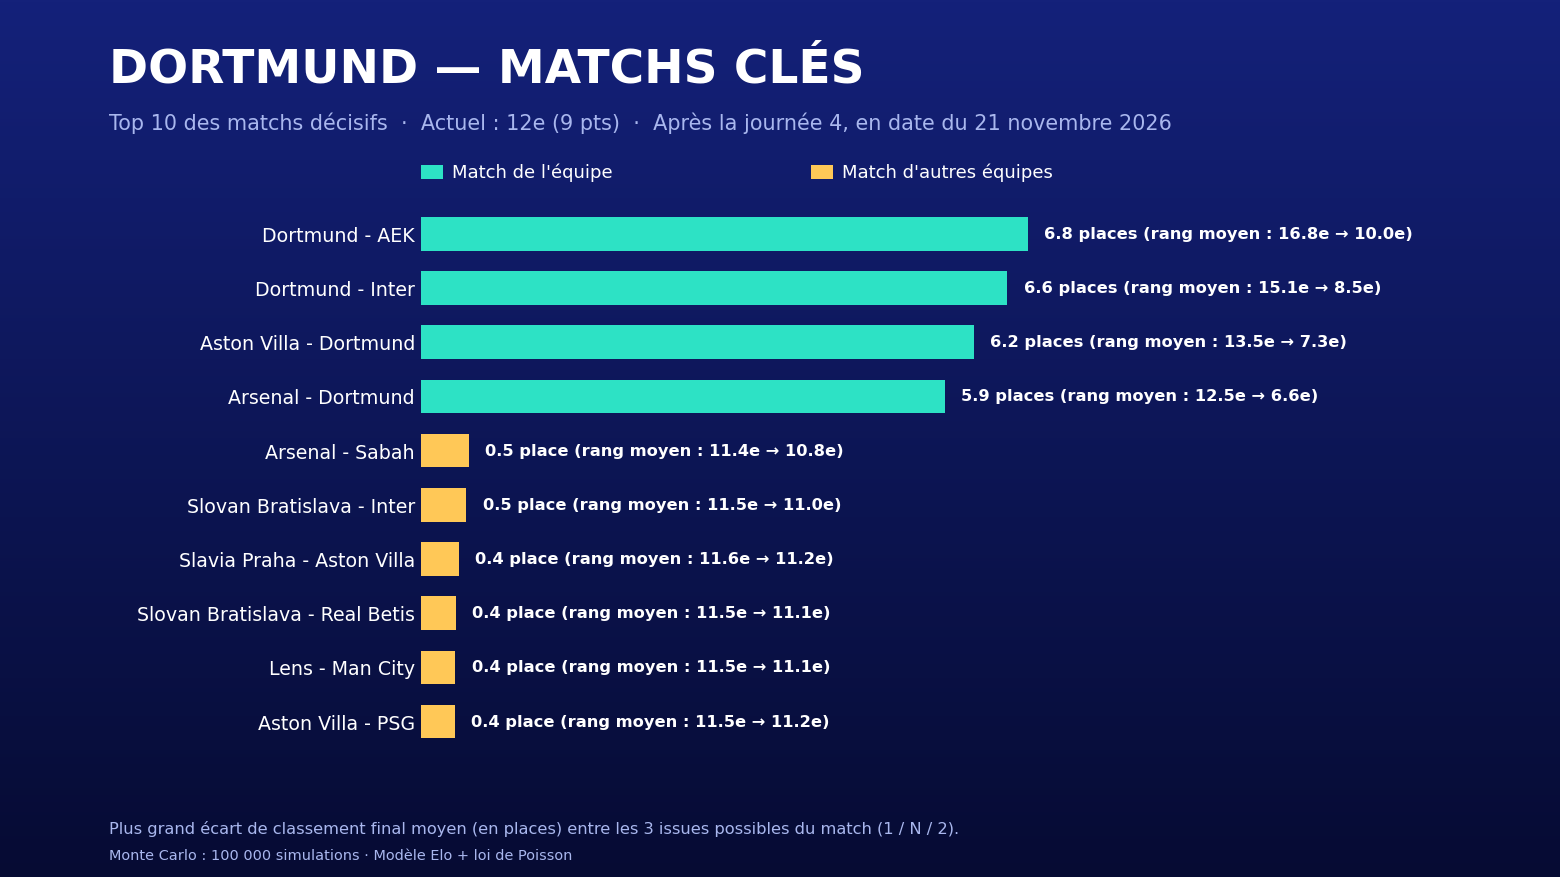 DORTMUND — MATCHS CLÉS
Top 10 des matchs décisifs · Actuel : 12e (9 pts) · Après la journée 4, en date du 21 novembre 2026
Match de l'équipe Match d'autres équipes
Dortmund - AEK 6.8 places (rang moyen : 16.8e → 10.0e)
Dortmund - Inter 6.6 places (rang moyen : 15.1e → 8.5e)
Aston Villa - Dortmund 6.2 places (rang moyen : 13.5e → 7.3e)
Arsenal - Dortmund 5.9 places (rang moyen : 12.5e → 6.6e)
Arsenal - Sabah 0.5 place (rang moyen : 11.4e → 10.8e)
Slovan Bratislava - Inter 0.5 place (rang moyen : 11.5e → 11.0e)
Slavia Praha - Aston Villa 0.4 place (rang moyen : 11.6e → 11.2e)
Slovan Bratislava - Real Betis 0.4 place (rang moyen : 11.5e → 11.1e)
Lens - Man City 0.4 place (rang moyen : 11.5e → 11.1e)
Aston Villa - PSG 0.4 place (rang moyen : 11.5e → 11.2e)
Plus grand écart de classement final moyen (en places) entre les 3 issues possibles du match (1 / N / 2).
Monte Carlo : 100 000 simulations · Modèle Elo + loi de Poisson